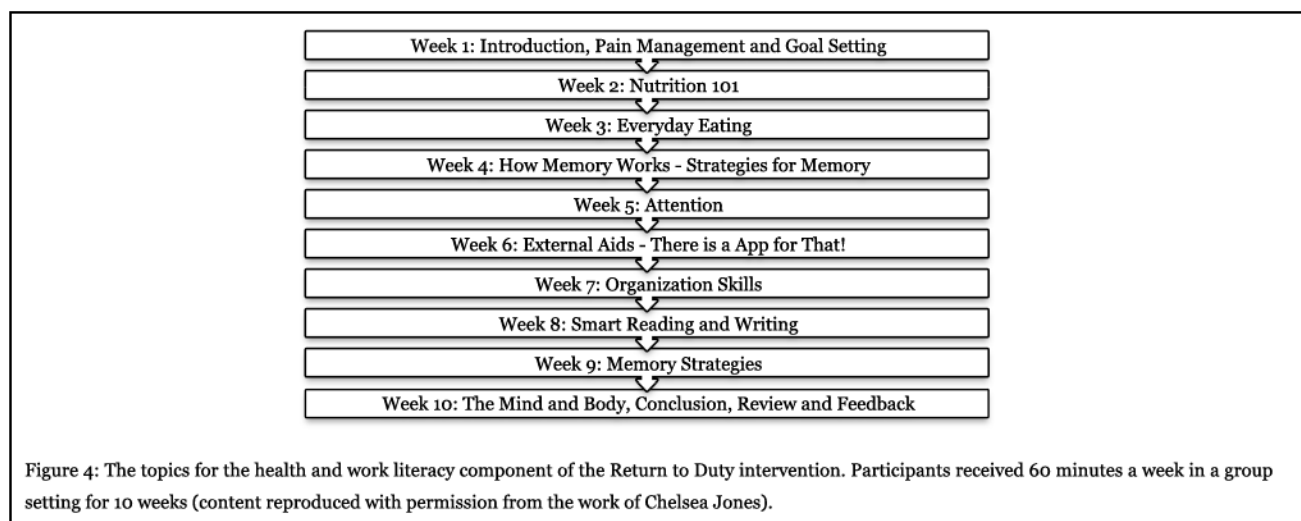 Week 1: Introduction, Pain Management and Goal Setting
Week 2: Nutrition 101
Week 3: Everyday Eating
Week 4: How Memory Works - Strategies for Memory
Week 5: Attention
Week 6: External Aids - There is a App for That!
Week 7: Organization Skills
Week 8: Smart Reading and Writing
Week 9: Memory Strategies
Week 10: The Mind and Body, Conclusion, Review and Feedback
Figure 4: The topics for the health and work literacy component of the Return to Duty intervention. Participants received 60 minutes a week in a group
setting for 10 weeks (content reproduced with permission from the work of Chelsea Jones).